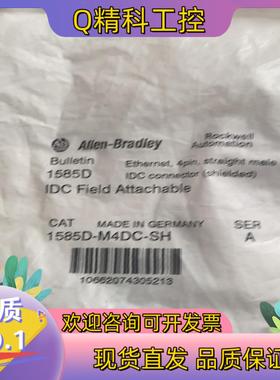 Q精科工控
Allen-Bradley
Rockwell
Automation
Bulletin
1585D
Ethernet, 4pin, straight male
IDC connector (shielded)
IDC Field Attachable
CAT
MADE IN GERMANY
SER
1585D-M4DC-SH
A
10662074305213
质
O.1
欢迎咨询可开发票
现货直发 品质保证